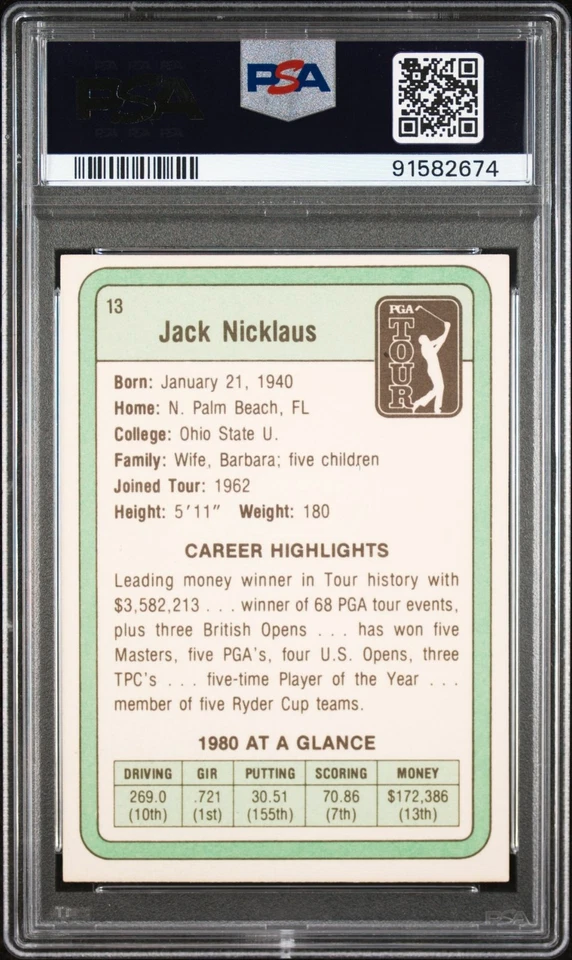 PSA
PSA
91582674
13
Jack Nicklaus
PGA
TOUR
Born: January 21, 1940
Home: N. Palm Beach, FL
College: Ohio State U.
Family: Wife, Barbara; five children
Joined Tour: 1962
Height: 5'11" Weight: 180
CAREER HIGHLIGHTS
Leading money winner in Tour history with
$3,582,213 . . . winner of 68 PGA tour events,
plus three British Opens . . . has won five
Masters, five PGA's, four U.S. Opens, three
TPC's . . . five-time Player of the Year . . .
member of five Ryder Cup teams.
1980 AT A GLANCE
DRIVING GIR PUTTING SCORING MONEY
269.0 .721 30.51 70.86 $172,386
(10th) (1st) (155th) (7th) (13th)
PSA